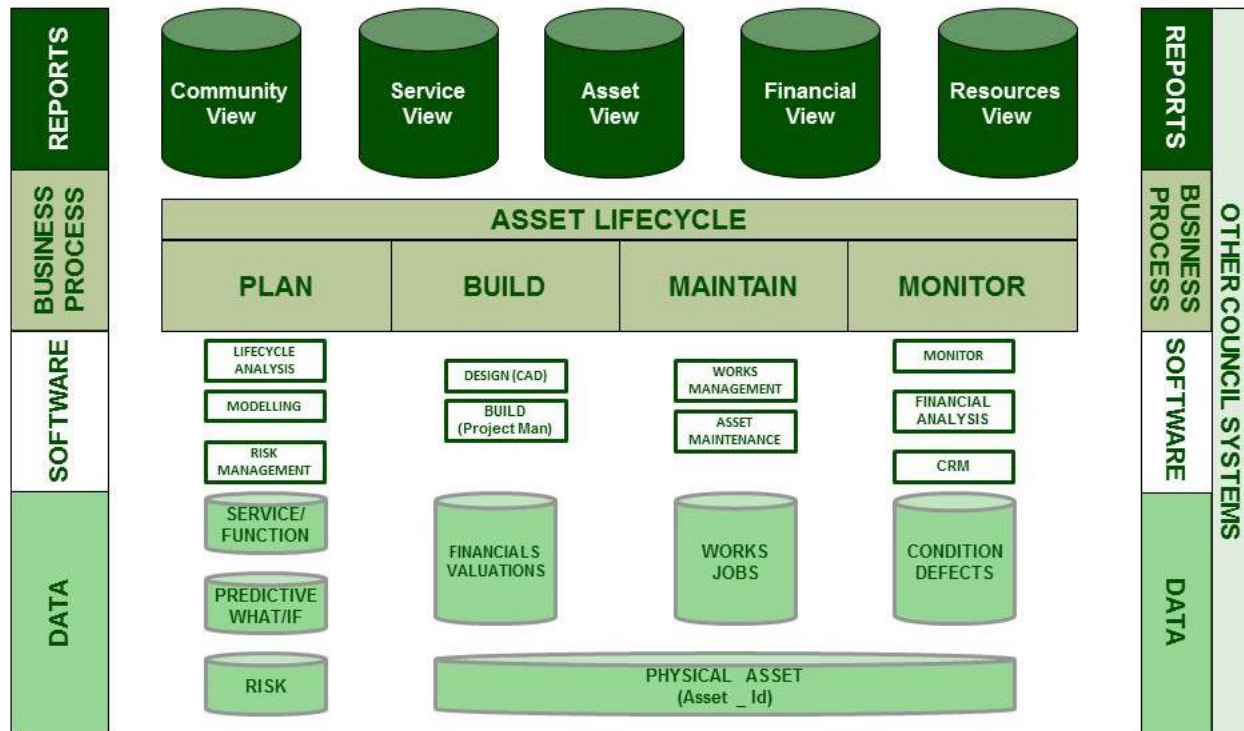 REPORTS
BUSINESS
PROCESS
SOFTWARE
DATA
Community
View
Service
View
Asset
View
Financial
View
Resources
View
ASSET LIFECYCLE
PLAN
BUILD
MAINTAIN
MONITOR
LIFECYCLE
ANALYSIS
MODELLING
RISK
MANAGEMENT
DESIGN (CAD)
BUILD
(Project Man)
WORKS
MANAGEMENT
ASSET
MAINTENANCE
MONITOR
FINANCIAL
ANALYSIS
CRM
SERVICE/
FUNCTION
PREDICTIVE
WHAT/IF
RISK
FINANCIALS
VALUATIONS
WORKS
JOBS
CONDITION
DEFECTS
PHYSICAL ASSET
(Asset _ Id)
REPORTS
BUSINESS
PROCESS
SOFTWARE
DATA
OTHER COUNCIL SYSTEMS